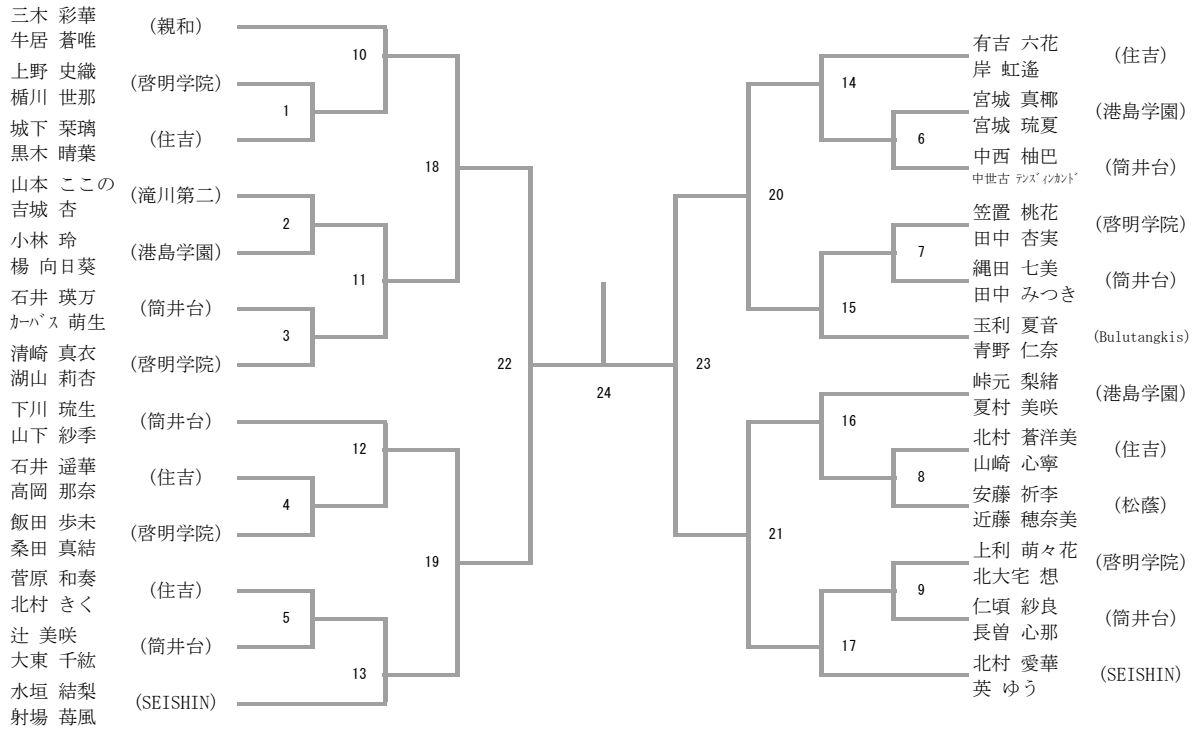 三木 彩華
牛居 蒼唯
(親和)
上野 史織
楯川 世那
(啓明学院)
城下 栞璃
黒木 晴葉
(住吉)
山本 ここの
吉城 杏
(滝川第二)
小林 玲
楊 向日葵
(港島学園)
石井 瑛万
カーバス 萌生
(筒井台)
清崎 真衣
湖山 莉杏
(啓明学院)
下川 琉生
山下 紗季
(筒井台)
石井 遥華
高岡 那奈
(住吉)
飯田 歩未
桑田 真結
(啓明学院)
菅原 和奏
北村 きく
(住吉)
辻 美咲
大東 千紘
(筒井台)
水垣 結梨
射場 苺風
(SEISHIN)
1
2
3
4
5
10
11
12
13
18
19
22
24
23
20
21
14
15
16
17
6
7
8
9
有吉 六花
岸 虹遙
(住吉)
宮城 真椰
宮城 琉夏
(港島学園)
中西 柚巴
中世古 テンズィンカンド
(筒井台)
笠置 桃花
田中 杏実
(啓明学院)
縄田 七美
田中 みつき
(筒井台)
玉利 夏音
青野 仁奈
(Bulutangkis)
峠元 梨緒
夏村 美咲
(港島学園)
北村 蒼洋美
山崎 心寧
(住吉)
安藤 祈李
近藤 穂奈美
(松蔭)
上利 萌々花
北大宅 想
(啓明学院)
仁頃 紗良
長曽 心那
(筒井台)
北村 愛華
英 ゆう
(SEISHIN)